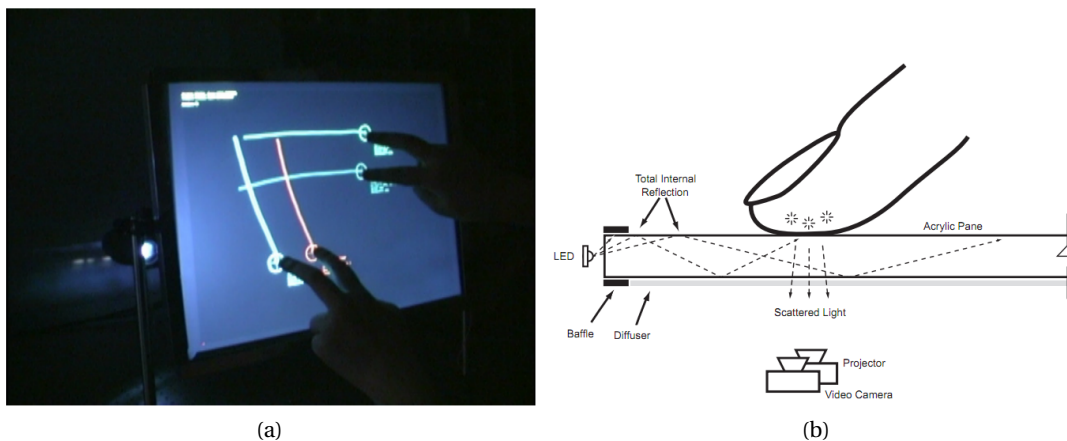 Total Internal
Reflection
Acrylic Pane
LED
Scattered Light
Baffle
Diffuser
Projector
Video Camera
(a)
(b)